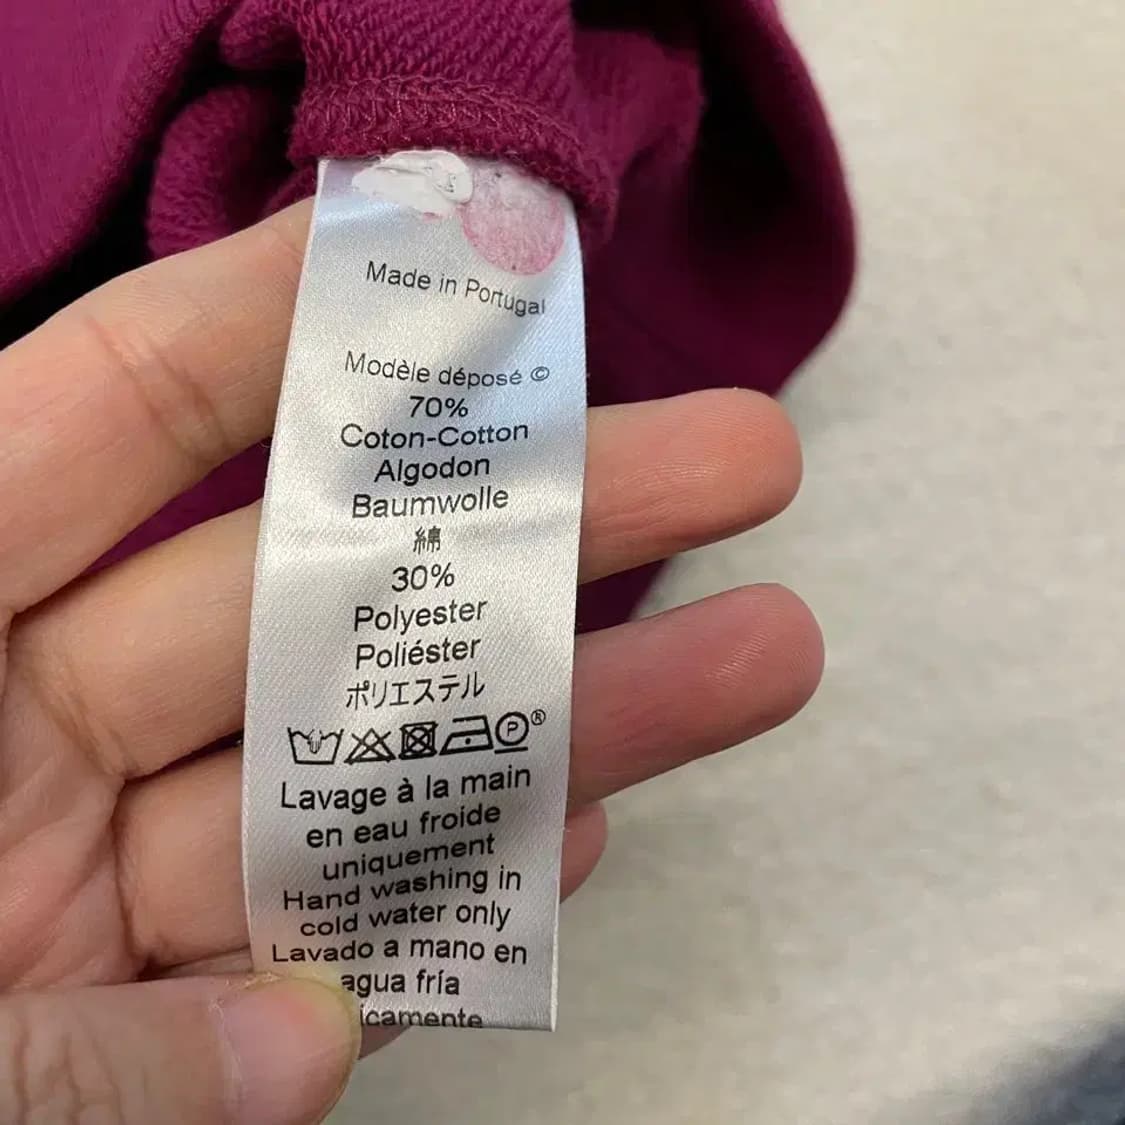 Made in Portugal
Modèle déposé ©
70%
Coton-Cotton
Algodon
Baumwolle
綿
30%
Polyester
Poliéster
ポリエステル
P ®
Lavage à la main
en eau froide
uniquement
Hand washing in
cold water only
Lavado a mano en
agua fría
icamente